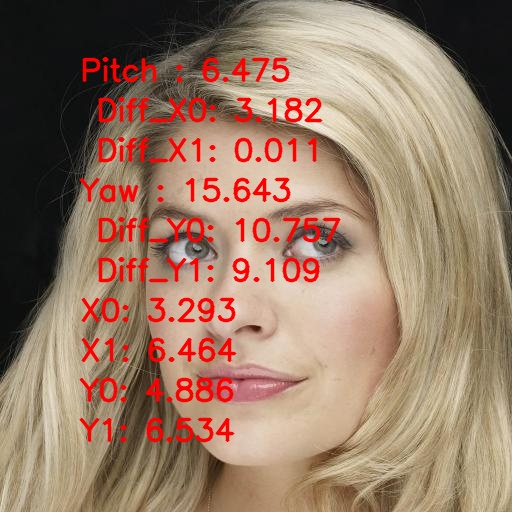 Pitch : 6.475
Diff_X0: 3.182
Diff_X1: 0.011
Yaw : 15.643
Diff_Y0: 10.757
Diff_Y1: 9.109
X0: 3.293
X1: 6.464
Y0: 4.886
Y1: 6.534